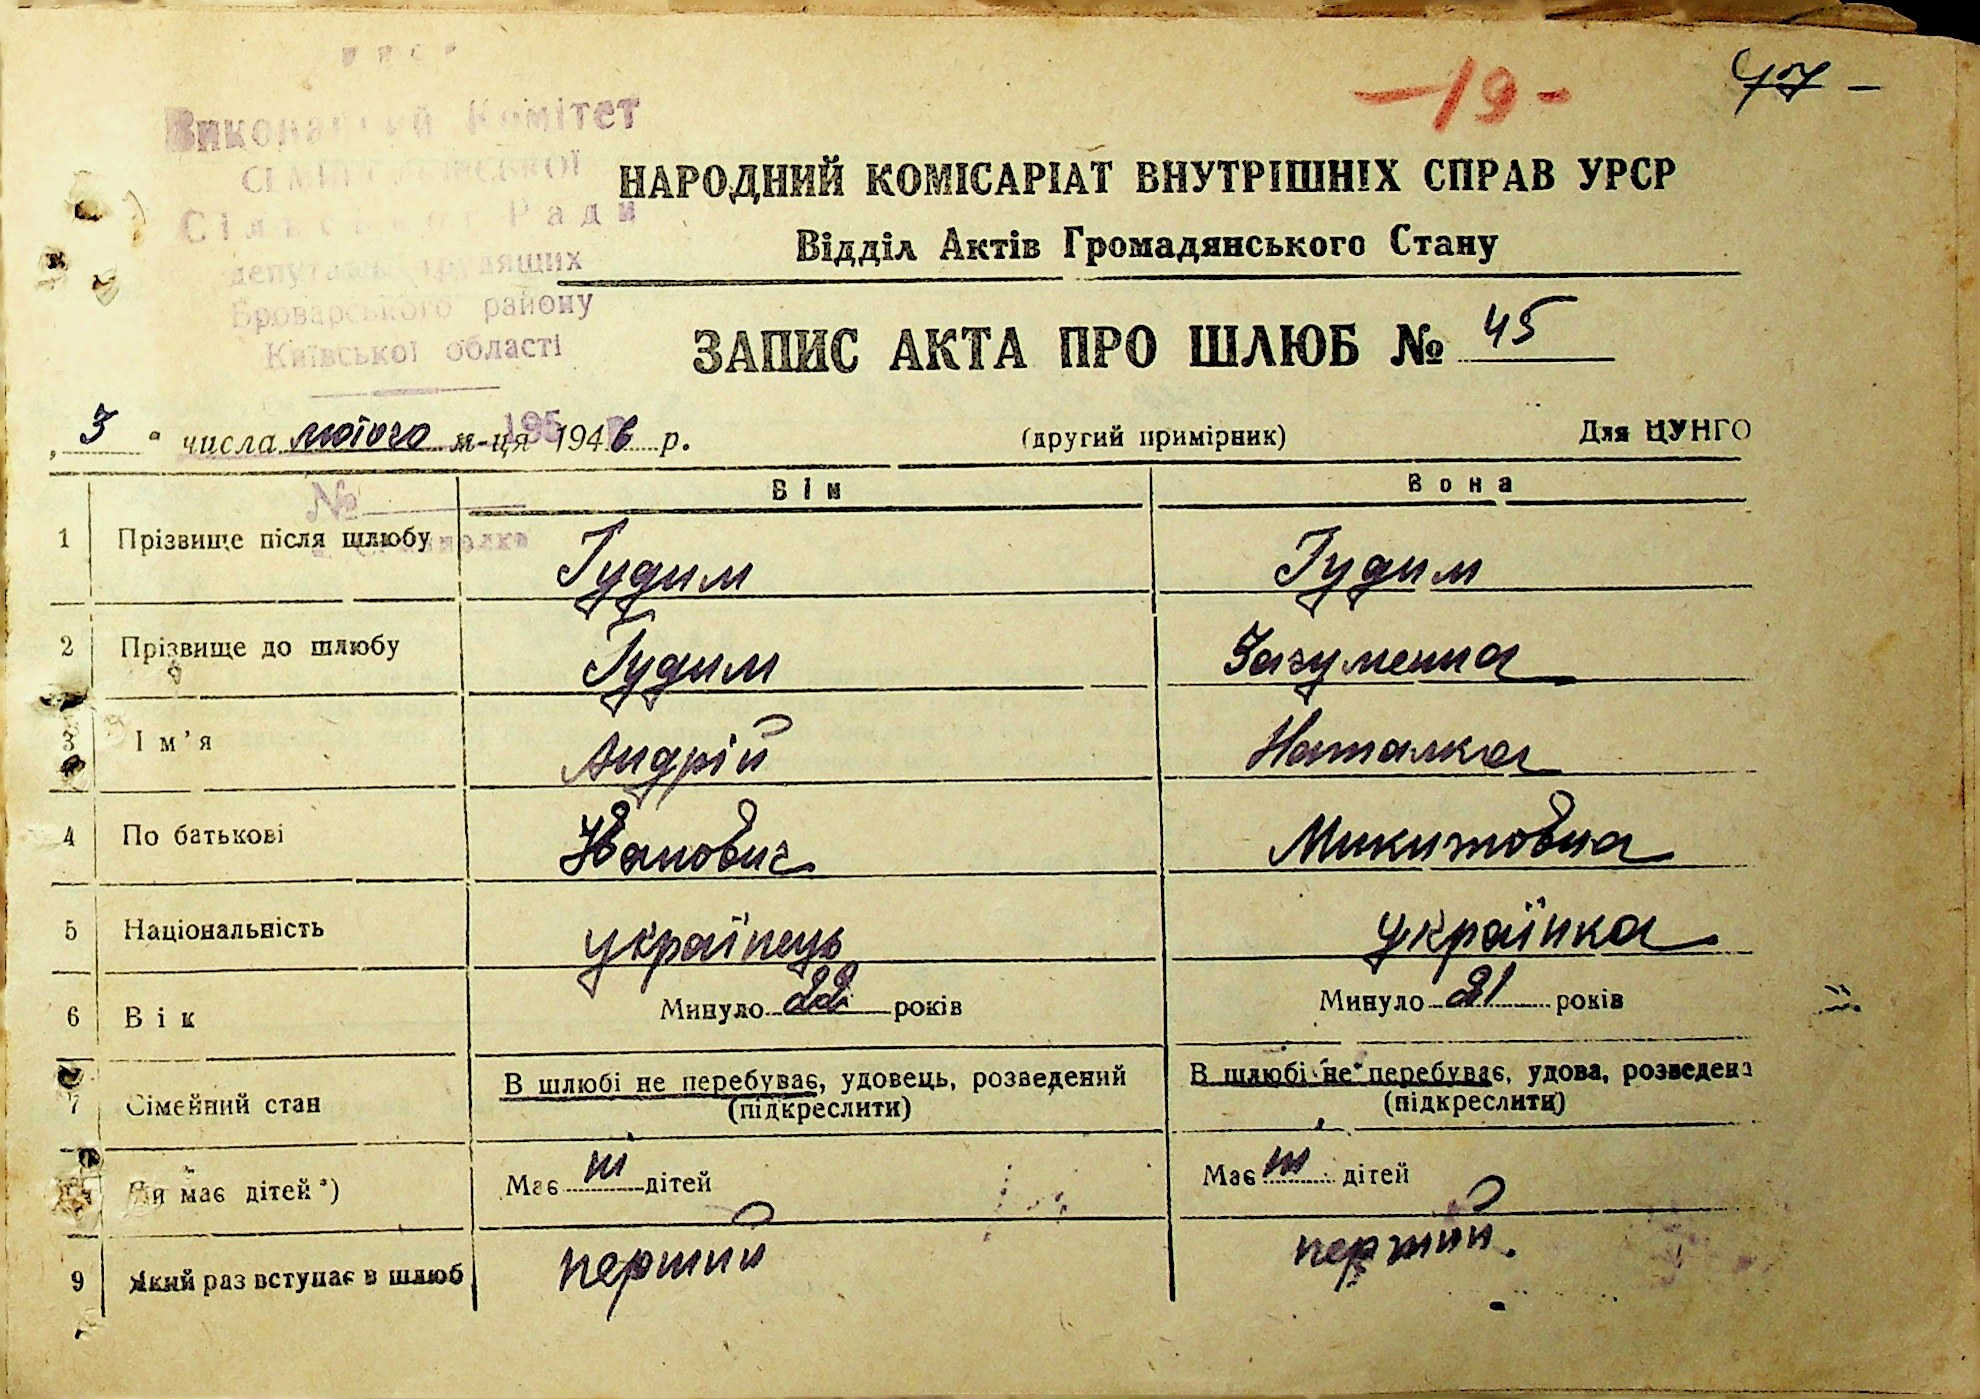 УРСР
Виконавчий Комітет
Сільської Ради
депутатів трудящих
Броварського району
Київської області
195
№
-19-
47 -
НАРОДНИЙ КОМІСАРІАТ ВНУТРІШНІХ СПРАВ УРСР
Відділ Актів Громадянського Стану
ЗАПИС АКТА ПРО ШЛЮБ № 45
„ 3 " числа лютого м-ця 1946 р. (другий примірник) Для ЦУНГО
Він Вона
1 Прізвище після шлюбу Гудим Гудим
2 Прізвище до шлюбу Гудим Загуменна
3 Ім’я Андрій Наталка
4 По батькові Іванович Микитовна
5 Національність українець українка
6 Вік Минуло 22 років Минуло 21 років
7 Сімейний стан В шлюбі не перебуває, удовець, розведений (підкреслити) В шлюбі не перебуває, удова, розведена (підкреслити)
Чи має дітей*) Має ні дітей Має ні дітей
9 Який раз вступає в шлюб перший перший.